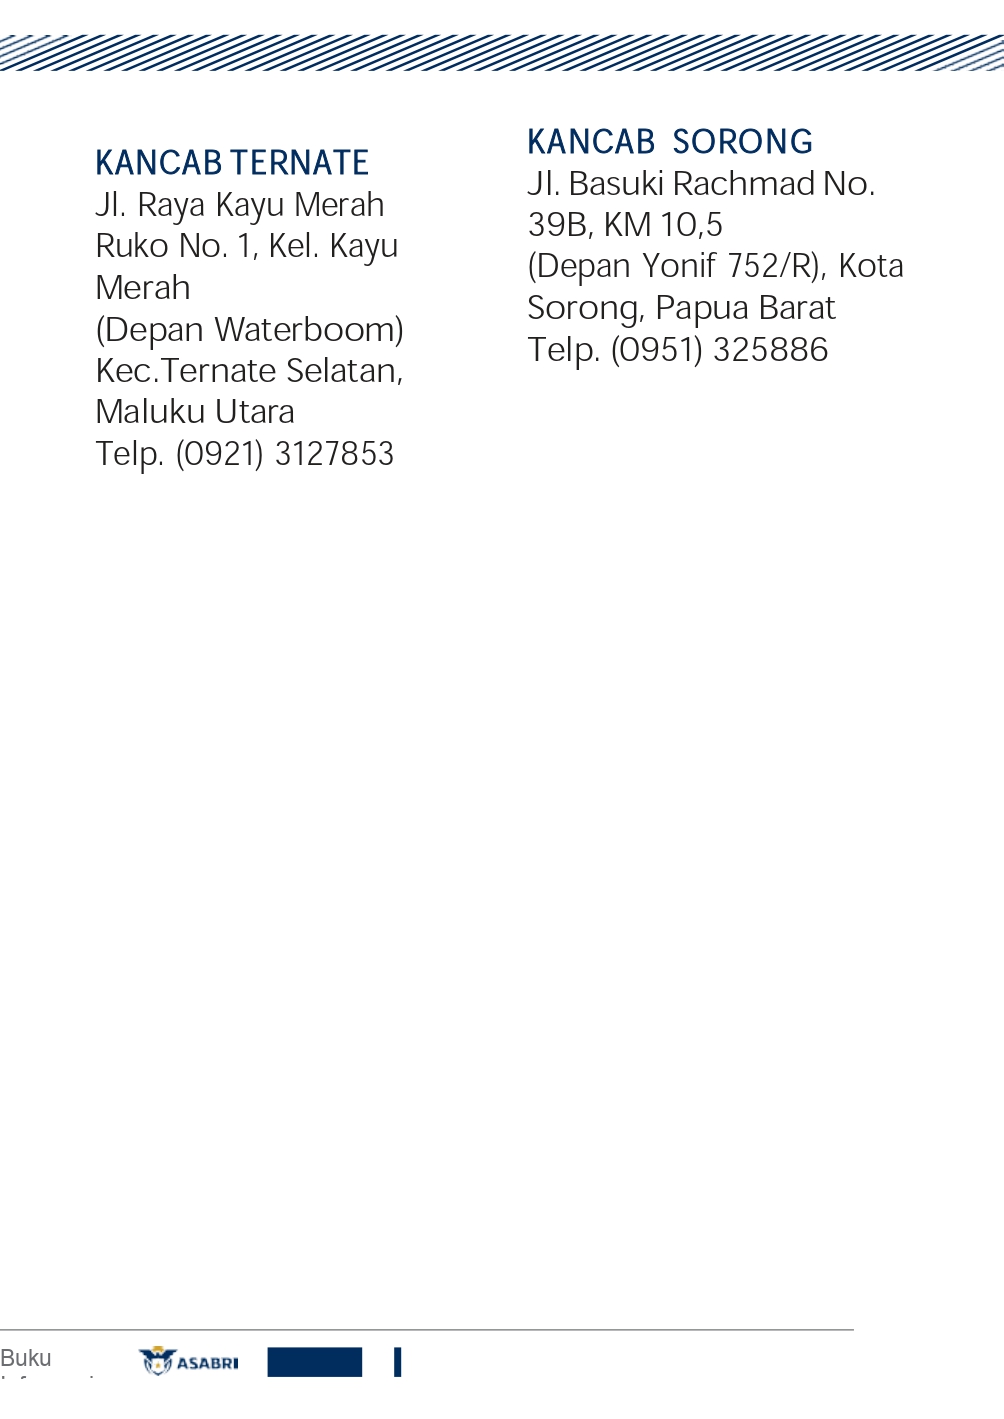 KANCAB TERNATE
Jl. Raya Kayu Merah
Ruko No. 1, Kel. Kayu
Merah
(Depan Waterboom)
Kec.Ternate Selatan,
Maluku Utara
Telp. (0921) 3127853
KANCAB SORONG
Jl. Basuki Rachmad No.
39B, KM 10,5
(Depan Yonif 752/R), Kota
Sorong, Papua Barat
Telp. (0951) 325886
Buku
ASABRI